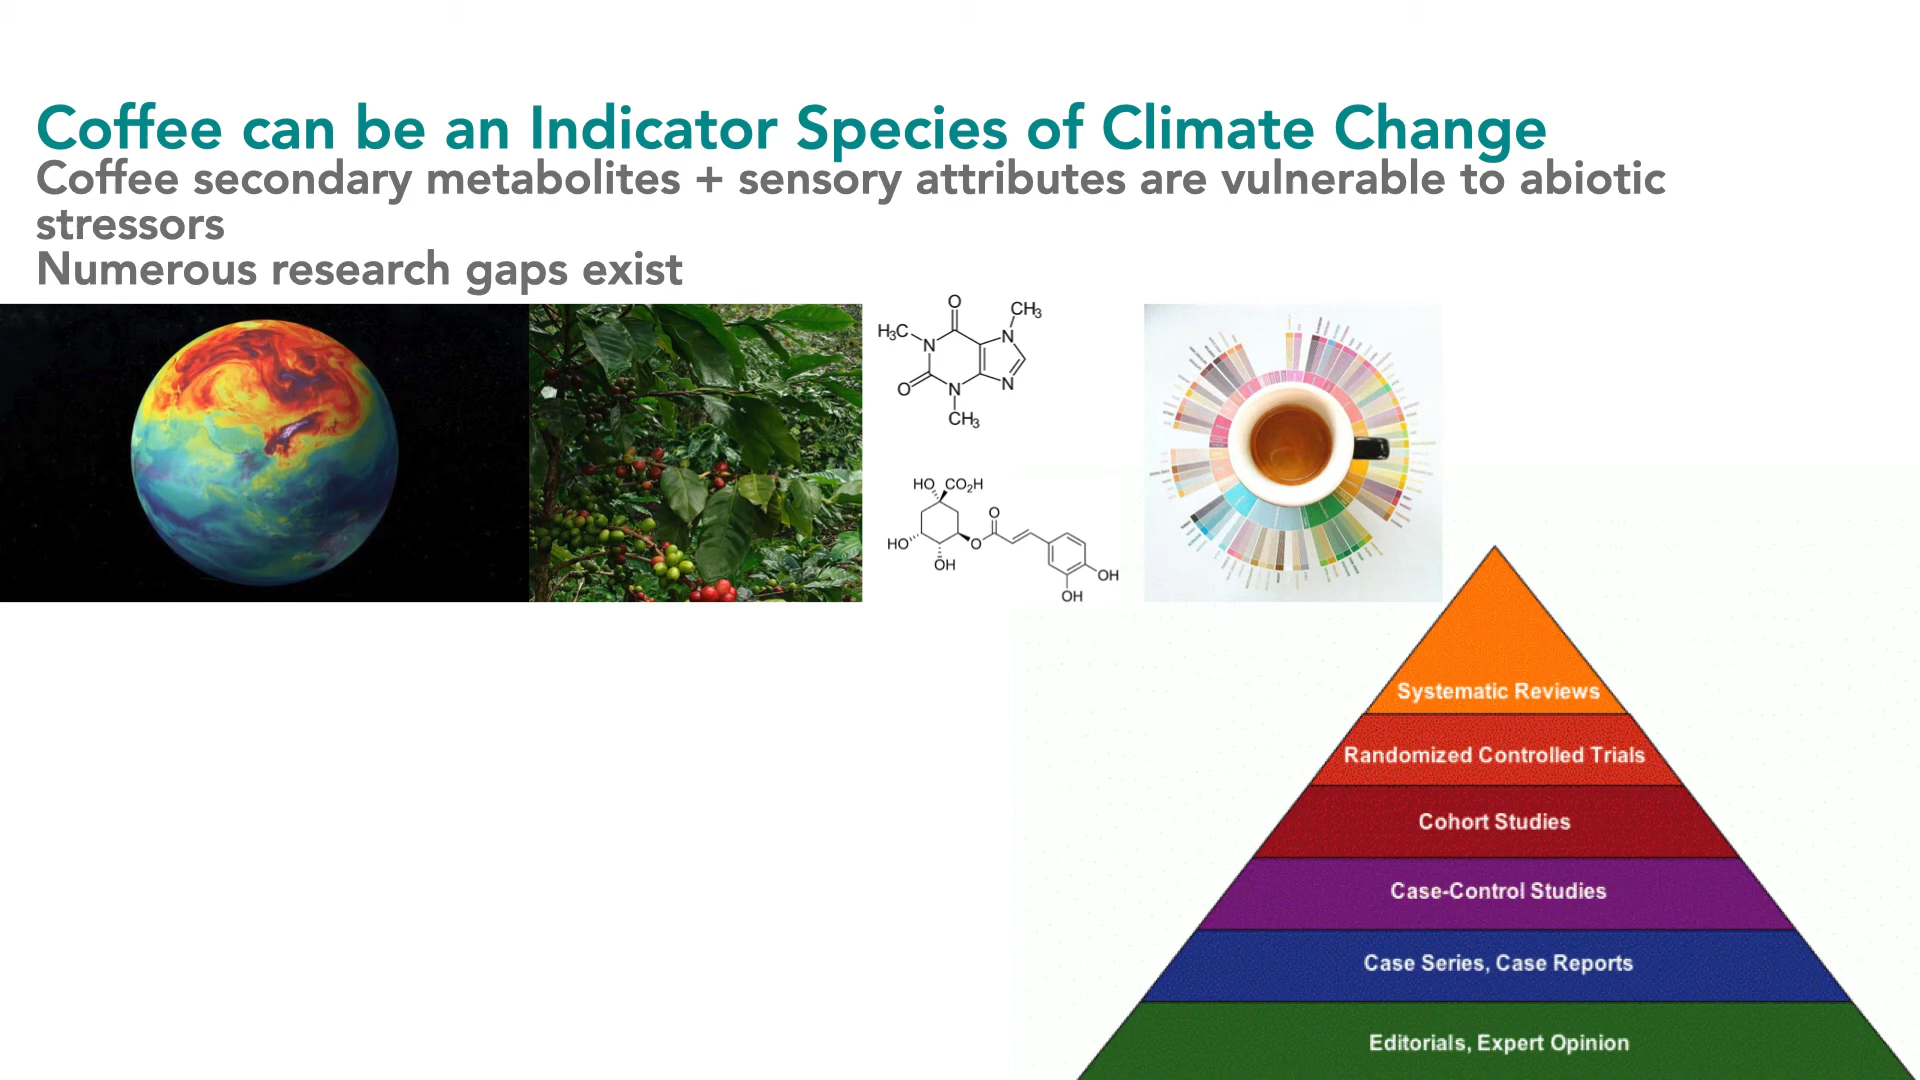 Coffee can be an Indicator Species of Climate Change
Coffee secondary metabolites + sensory attributes are vulnerable to abiotic
stressors
Numerous research gaps exist
O
CH₃
H₃C
N
N
O
N
N
CH₃
HO
CO₂H
O
HO
O
OH
OH
OH
Systematic Reviews
Randomized Controlled Trials
Cohort Studies
Case-Control Studies
Case Series, Case Reports
Editorials, Expert Opinion